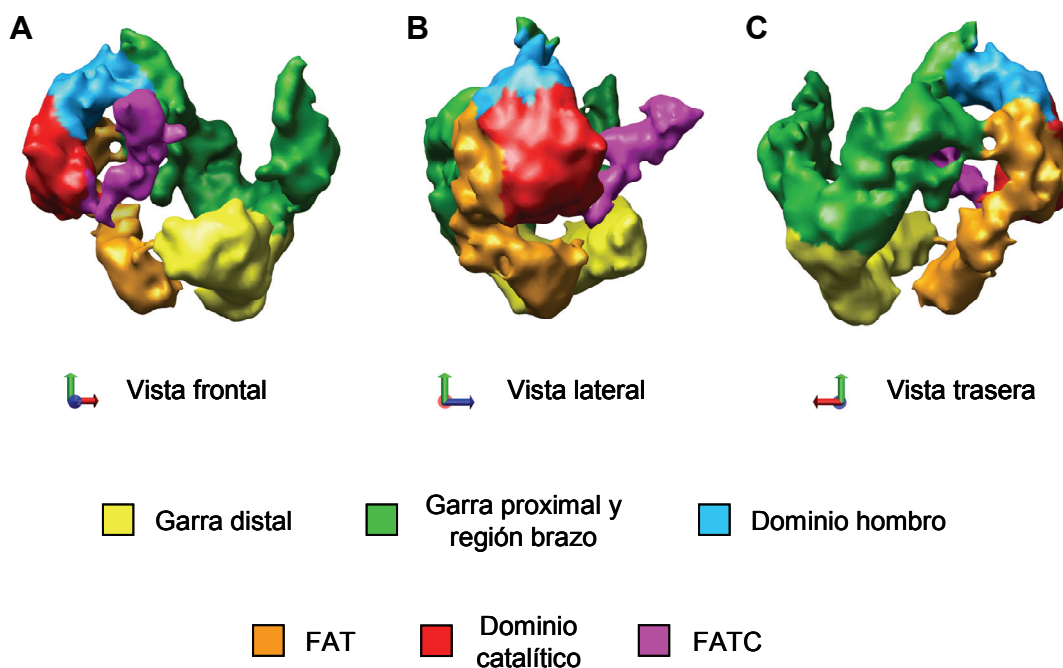 A
B
C
Vista frontal
Vista lateral
Vista trasera
Garra distal
Garra proximal y
región brazo
Dominio hombro
FAT
Dominio
catalítico
FATC